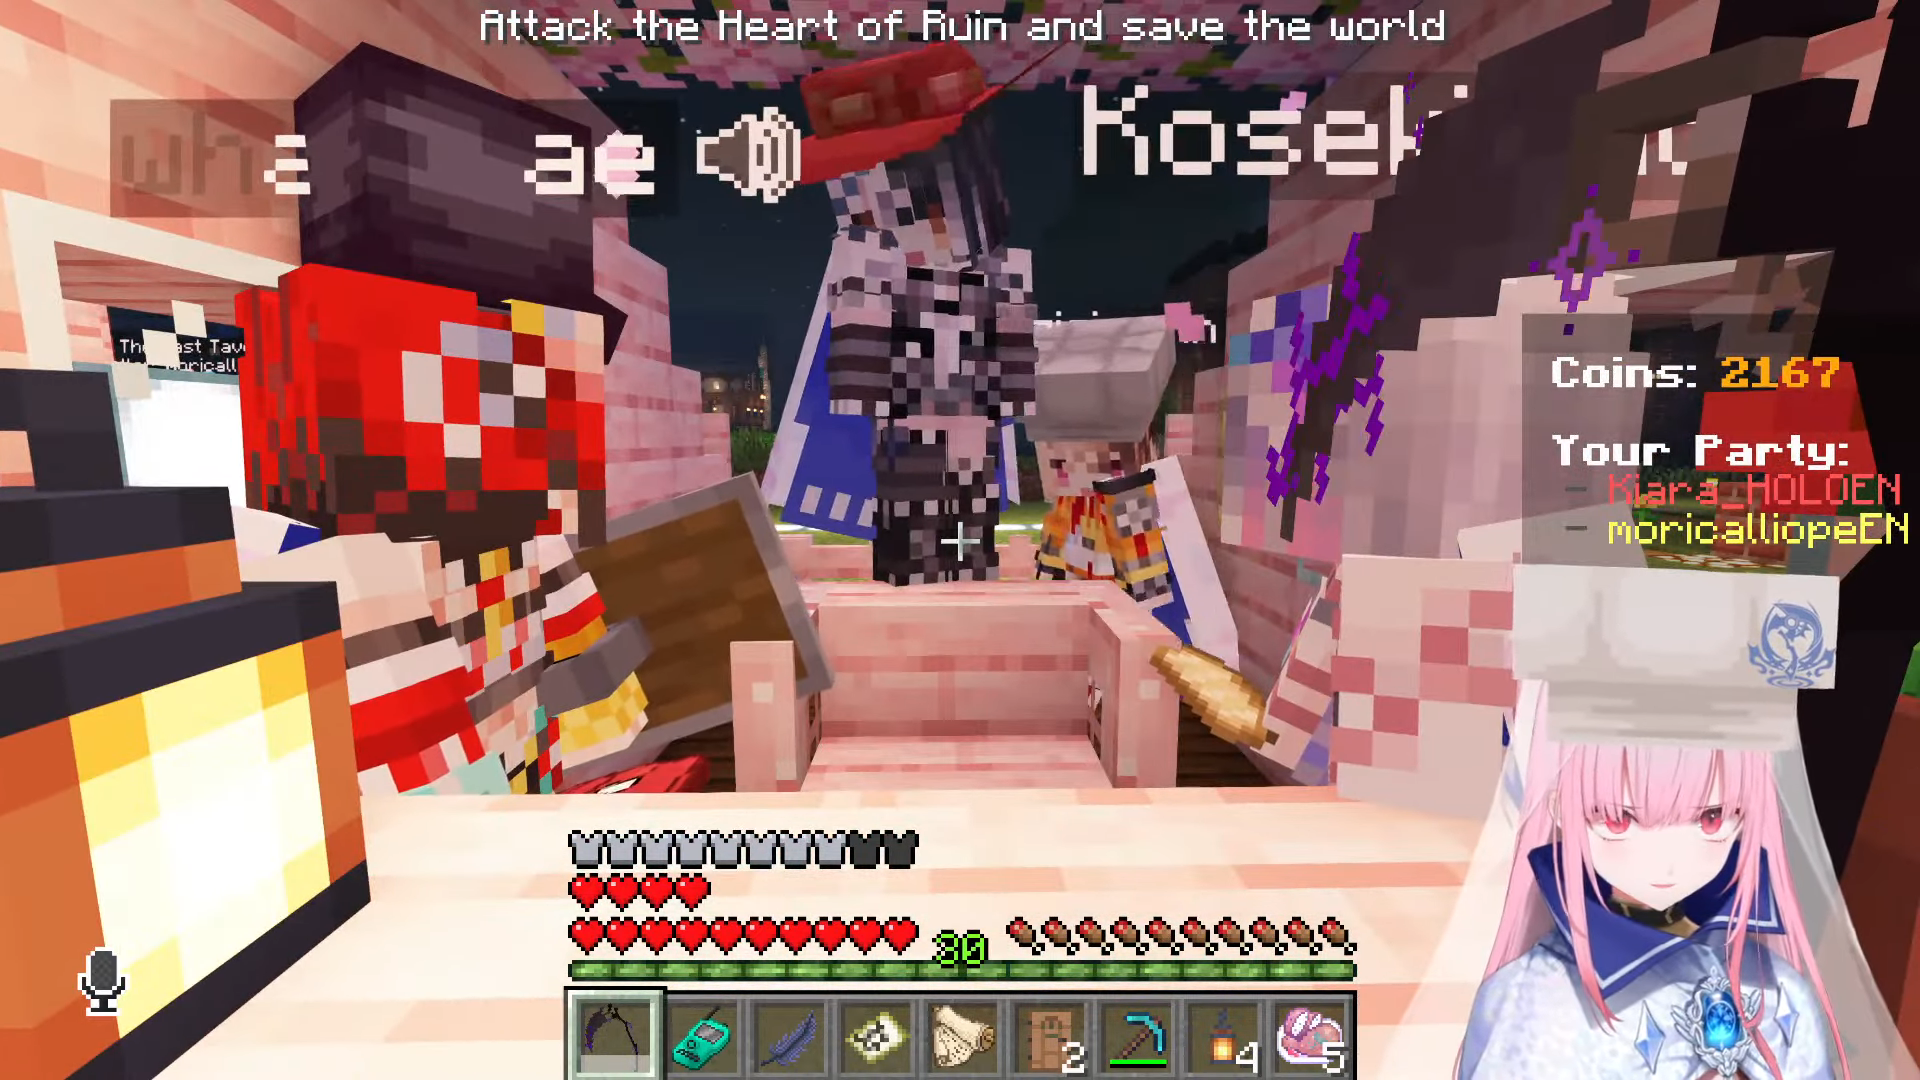 Attack the Heart of Ruin and save the world
ae
Coins: 2167
Your Party:
- Kiara_HOLOEN
- moricalliopeEN
30
2
4
5